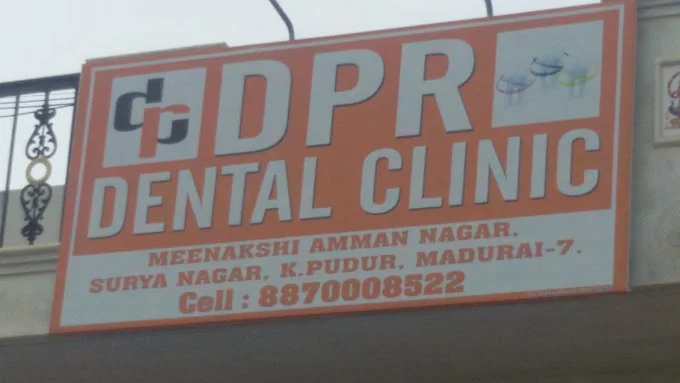 DPR
DENTAL CLINIC
MEENAKSHI AMMAN NAGAR,
SURYA NAGAR, K.PUDUR, MADURAI-7.
Cell : 8870008522